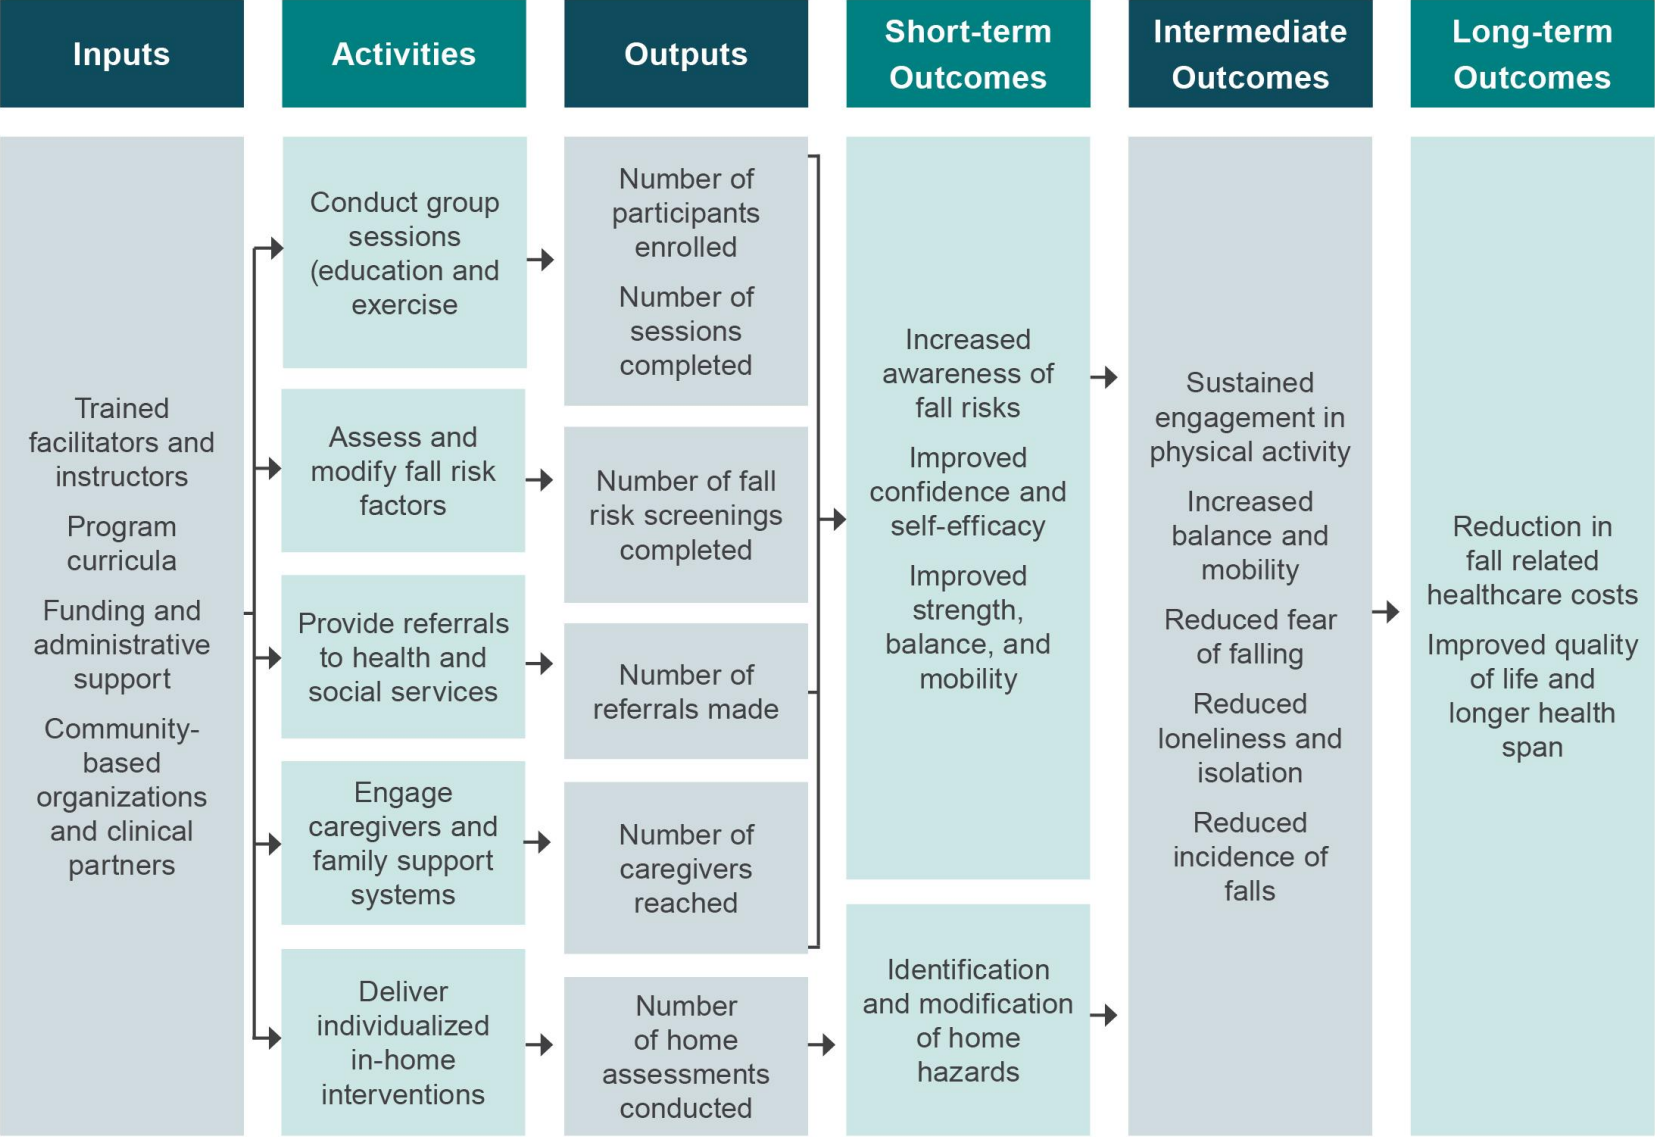 Inputs
Activities
Outputs
Short-term
Outcomes
Intermediate
Outcomes
Long-term
Outcomes
Trained
facilitators and
instructors
Program
curricula
Funding and
administrative
support
Community-
based
organizations
and clinical
partners
Conduct group
sessions
(education and
exercise
Assess and
modify fall risk
factors
Provide referrals
to health and
social services
Engage
caregivers and
family support
systems
Deliver
individualized
in-home
interventions
Number of
participants
enrolled
Number of
sessions
completed
Number of fall
risk screenings
completed
Number of
referrals made
Number of
caregivers
reached
Number
of home
assessments
conducted
Increased
awareness of
fall risks
Improved
confidence and
self-efficacy
Improved
strength,
balance, and
mobility
Identification
and modification
of home
hazards
Sustained
engagement in
physical activity
Increased
balance and
mobility
Reduced fear
of falling
Reduced
loneliness and
isolation
Reduced
incidence of
falls
Reduction in
fall related
healthcare costs
Improved quality
of life and
longer health
span